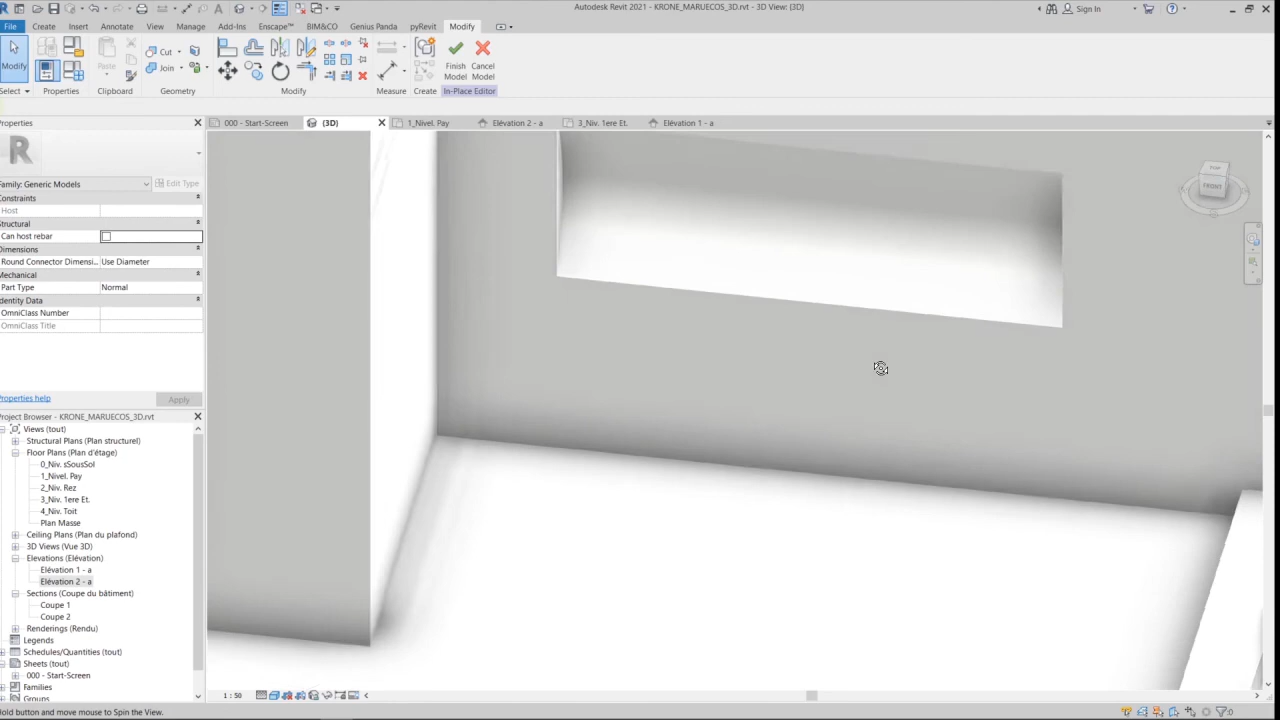 Autodesk Revit 2021 - KRONE_MARUECOS_3D.rvt - 3D View: {3D}
Sign In
File Create Insert Annotate View Manage Add-Ins Enscape™ BIM&CO Genius Panda pyRevit Modify
Modify
Paste
Cut
Join
Finish Model
Cancel Model
Select Properties Clipboard Geometry Modify Measure Create In-Place Editor
Properties
000 - Start-Screen
{3D}
1_Nivel. Pay
Elévation 2 - a
3_Niv. 1ere Et.
Elévation 1 - a
Family: Generic Models
Edit Type
Constraints
Host
Structural
Can host rebar
Dimensions
Round Connector Dimensi... Use Diameter
Mechanical
Part Type Normal
Identity Data
OmniClass Number
OmniClass Title
Properties help
Apply
Project Browser - KRONE_MARUECOS_3D.rvt
Views (tout)
Structural Plans (Plan structurel)
Floor Plans (Plan d'étage)
0_Niv. sSousSol
1_Nivel. Pay
2_Niv. Rez
3_Niv. 1ere Et.
4_Niv. Toit
Plan Masse
Ceiling Plans (Plan du plafond)
3D Views (Vue 3D)
Elevations (Elévation)
Elévation 1 - a
Elévation 2 - a
Sections (Coupe du bâtiment)
Coupe 1
Coupe 2
Renderings (Rendu)
Legends
Schedules/Quantities (tout)
Sheets (tout)
000 - Start-Screen
Families
Groups
TOP
FRONT
1 : 50
Hold button and move mouse to Spin the View.
:0